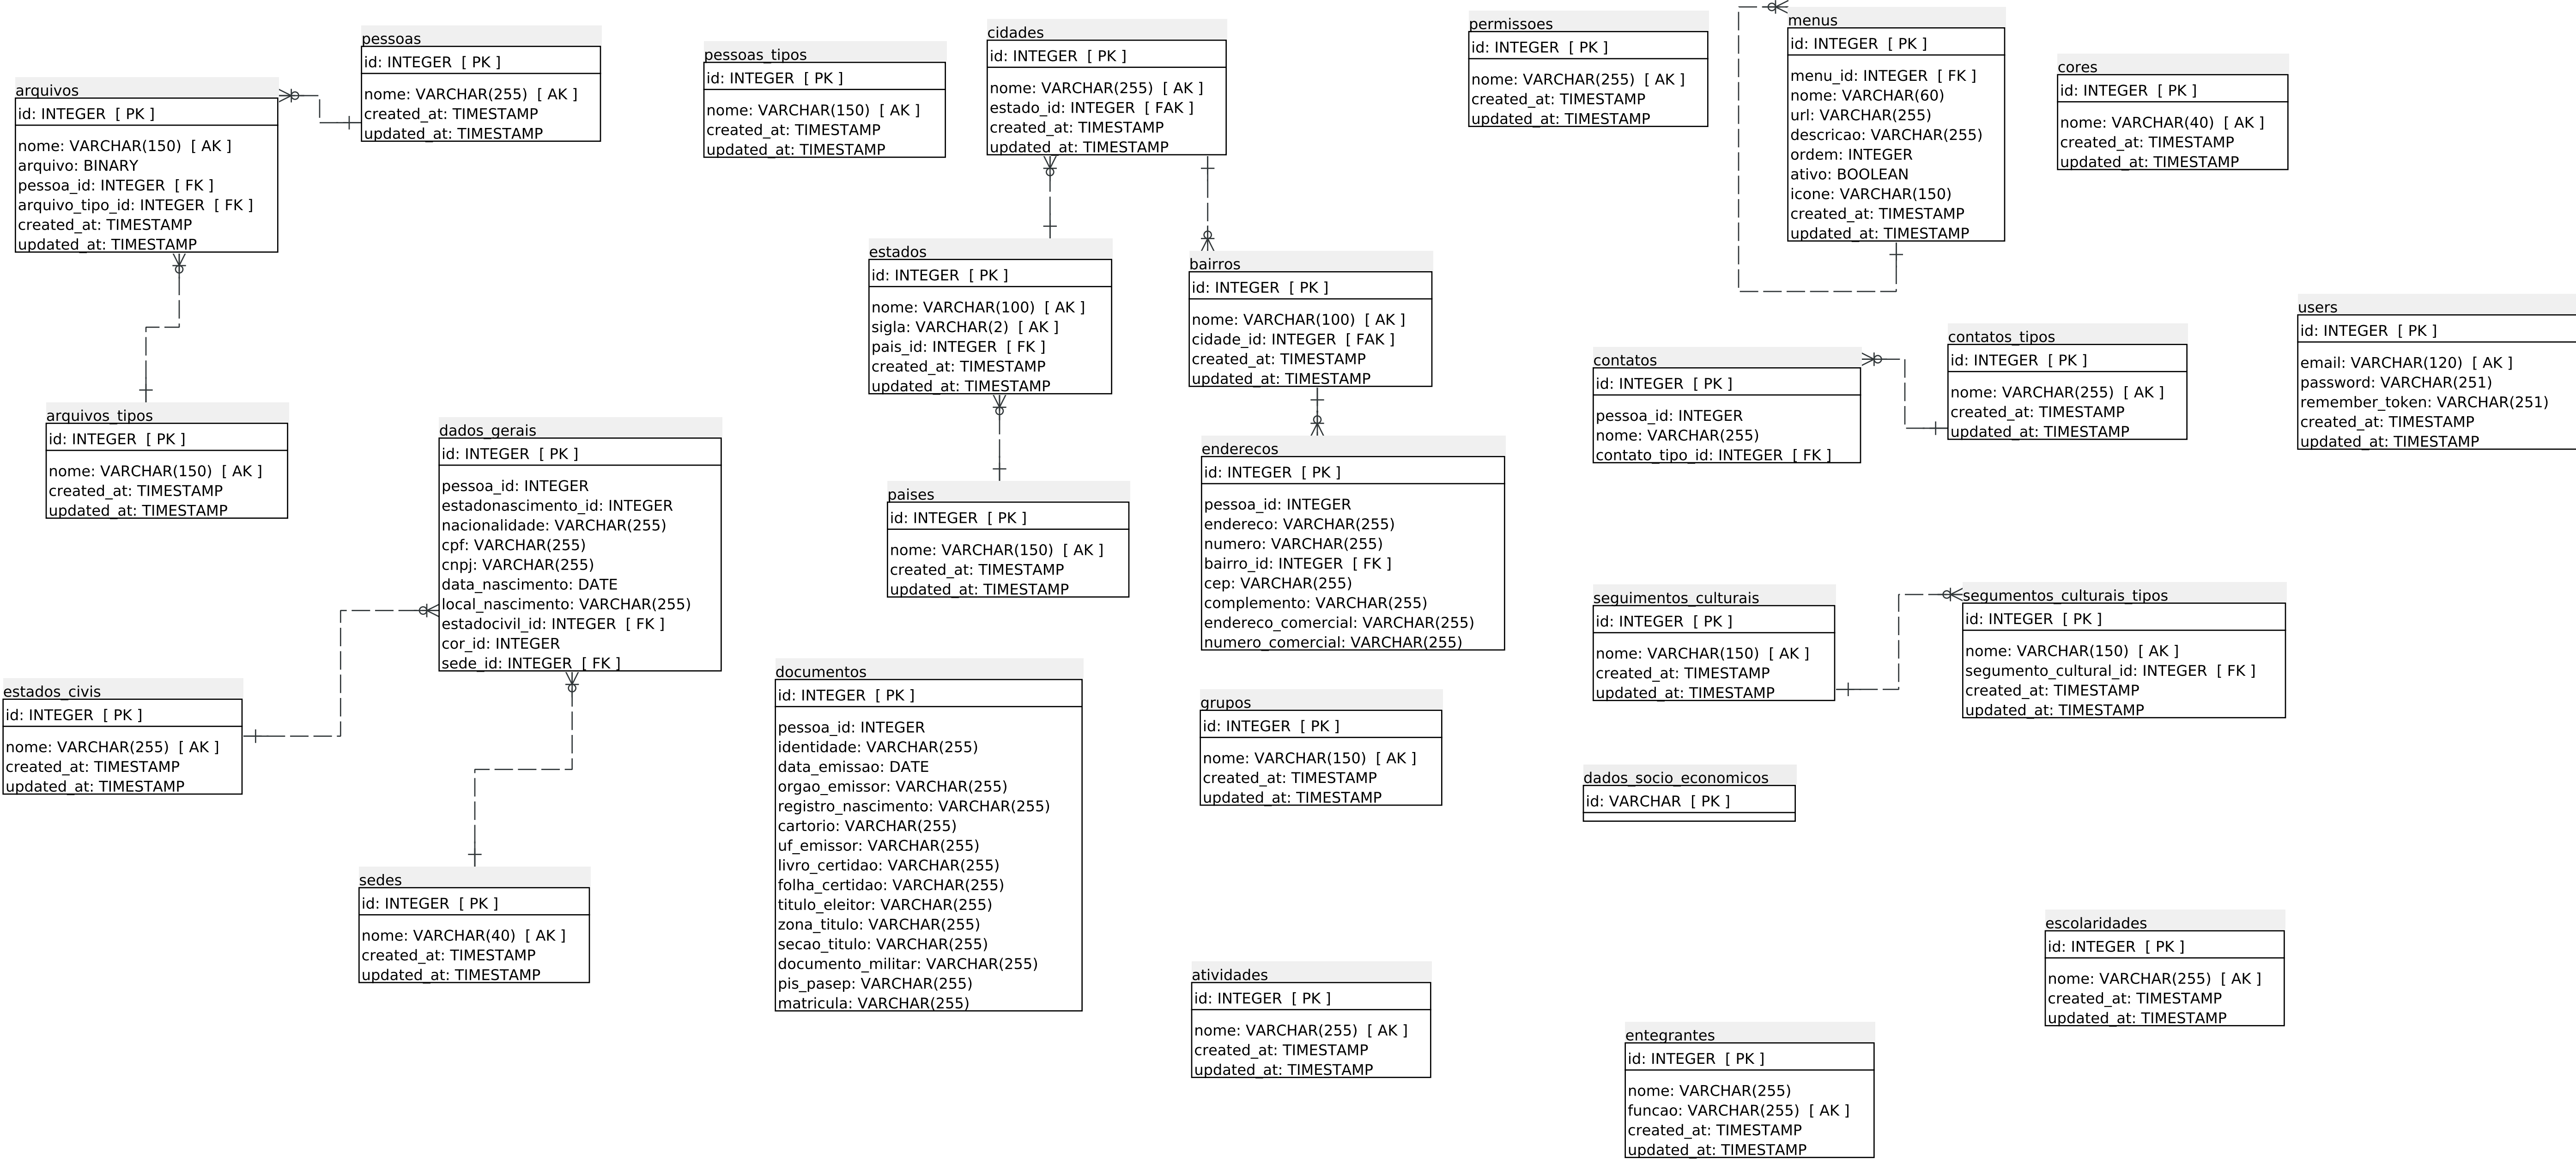 pessoas
id: INTEGER  [ PK ]
nome: VARCHAR(255)  [ AK ]
created_at: TIMESTAMP
updated_at: TIMESTAMP
arquivos
id: INTEGER  [ PK ]
nome: VARCHAR(150)  [ AK ]
arquivo: BINARY
pessoa_id: INTEGER  [ FK ]
arquivo_tipo_id: INTEGER  [ FK ]
created_at: TIMESTAMP
updated_at: TIMESTAMP
pessoas_tipos
id: INTEGER  [ PK ]
nome: VARCHAR(150)  [ AK ]
created_at: TIMESTAMP
updated_at: TIMESTAMP
cidades
id: INTEGER  [ PK ]
nome: VARCHAR(255)  [ AK ]
estado_id: INTEGER  [ FAK ]
created_at: TIMESTAMP
updated_at: TIMESTAMP
permissoes
id: INTEGER  [ PK ]
nome: VARCHAR(255)  [ AK ]
created_at: TIMESTAMP
updated_at: TIMESTAMP
menus
id: INTEGER  [ PK ]
menu_id: INTEGER  [ FK ]
nome: VARCHAR(60)
url: VARCHAR(255)
descricao: VARCHAR(255)
ordem: INTEGER
ativo: BOOLEAN
icone: VARCHAR(150)
created_at: TIMESTAMP
updated_at: TIMESTAMP
cores
id: INTEGER  [ PK ]
nome: VARCHAR(40)  [ AK ]
created_at: TIMESTAMP
updated_at: TIMESTAMP
estados
id: INTEGER  [ PK ]
nome: VARCHAR(100)  [ AK ]
sigla: VARCHAR(2)  [ AK ]
pais_id: INTEGER  [ FK ]
created_at: TIMESTAMP
updated_at: TIMESTAMP
bairros
id: INTEGER  [ PK ]
nome: VARCHAR(100)  [ AK ]
cidade_id: INTEGER  [ FAK ]
created_at: TIMESTAMP
updated_at: TIMESTAMP
contatos
id: INTEGER  [ PK ]
pessoa_id: INTEGER
nome: VARCHAR(255)
contato_tipo_id: INTEGER  [ FK ]
contatos_tipos
id: INTEGER  [ PK ]
nome: VARCHAR(255)  [ AK ]
created_at: TIMESTAMP
updated_at: TIMESTAMP
users
id: INTEGER  [ PK ]
email: VARCHAR(120)  [ AK ]
password: VARCHAR(251)
remember_token: VARCHAR(251)
created_at: TIMESTAMP
updated_at: TIMESTAMP
arquivos_tipos
id: INTEGER  [ PK ]
nome: VARCHAR(150)  [ AK ]
created_at: TIMESTAMP
updated_at: TIMESTAMP
dados_gerais
id: INTEGER  [ PK ]
pessoa_id: INTEGER
estadonascimento_id: INTEGER
nacionalidade: VARCHAR(255)
cpf: VARCHAR(255)
cnpj: VARCHAR(255)
data_nascimento: DATE
local_nascimento: VARCHAR(255)
estadocivil_id: INTEGER  [ FK ]
cor_id: INTEGER
sede_id: INTEGER  [ FK ]
paises
id: INTEGER  [ PK ]
nome: VARCHAR(150)  [ AK ]
created_at: TIMESTAMP
updated_at: TIMESTAMP
enderecos
id: INTEGER  [ PK ]
pessoa_id: INTEGER
endereco: VARCHAR(255)
numero: VARCHAR(255)
bairro_id: INTEGER  [ FK ]
cep: VARCHAR(255)
complemento: VARCHAR(255)
endereco_comercial: VARCHAR(255)
numero_comercial: VARCHAR(255)
seguimentos_culturais
id: INTEGER  [ PK ]
nome: VARCHAR(150)  [ AK ]
created_at: TIMESTAMP
updated_at: TIMESTAMP
segumentos_culturais_tipos
id: INTEGER  [ PK ]
nome: VARCHAR(150)  [ AK ]
segumento_cultural_id: INTEGER  [ FK ]
created_at: TIMESTAMP
updated_at: TIMESTAMP
estados_civis
id: INTEGER  [ PK ]
nome: VARCHAR(255)  [ AK ]
created_at: TIMESTAMP
updated_at: TIMESTAMP
documentos
id: INTEGER  [ PK ]
pessoa_id: INTEGER
identidade: VARCHAR(255)
data_emissao: DATE
orgao_emissor: VARCHAR(255)
registro_nascimento: VARCHAR(255)
cartorio: VARCHAR(255)
uf_emissor: VARCHAR(255)
livro_certidao: VARCHAR(255)
folha_certidao: VARCHAR(255)
titulo_eleitor: VARCHAR(255)
zona_titulo: VARCHAR(255)
secao_titulo: VARCHAR(255)
documento_militar: VARCHAR(255)
pis_pasep: VARCHAR(255)
matricula: VARCHAR(255)
grupos
id: INTEGER  [ PK ]
nome: VARCHAR(150)  [ AK ]
created_at: TIMESTAMP
updated_at: TIMESTAMP
dados_socio_economicos
id: VARCHAR  [ PK ]
sedes
id: INTEGER  [ PK ]
nome: VARCHAR(40)  [ AK ]
created_at: TIMESTAMP
updated_at: TIMESTAMP
atividades
id: INTEGER  [ PK ]
nome: VARCHAR(255)  [ AK ]
created_at: TIMESTAMP
updated_at: TIMESTAMP
escolaridades
id: INTEGER  [ PK ]
nome: VARCHAR(255)  [ AK ]
created_at: TIMESTAMP
updated_at: TIMESTAMP
entegrantes
id: INTEGER  [ PK ]
nome: VARCHAR(255)
funcao: VARCHAR(255)  [ AK ]
created_at: TIMESTAMP
updated_at: TIMESTAMP